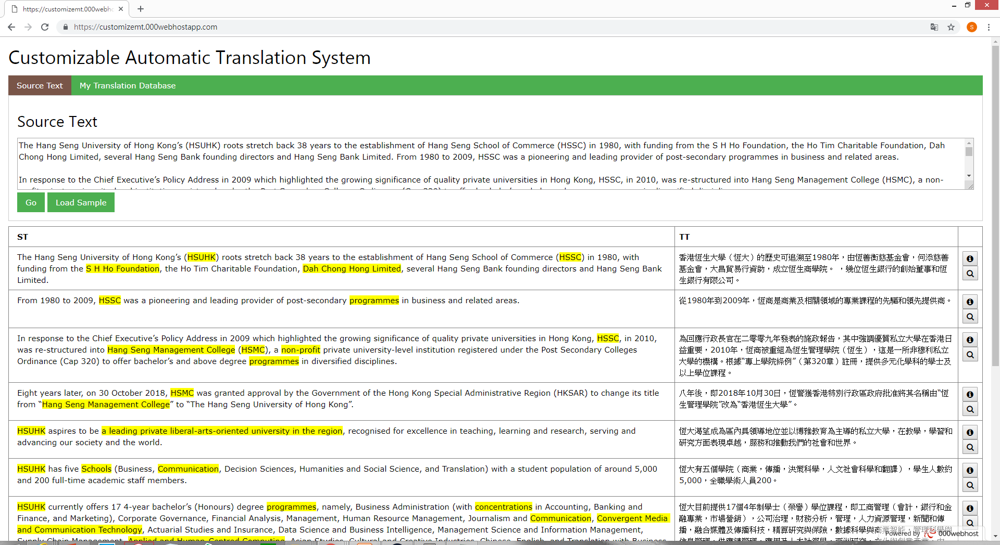 https://customizemt.000webho
https://customizemt.000webhostapp.com
S
Customizable Automatic Translation System
Source Text
My Translation Database
Source Text
The Hang Seng University of Hong Kong’s (HSUHK) roots stretch back 38 years to the establishment of Hang Seng School of Commerce (HSSC) in 1980, with funding from the S H Ho Foundation, the Ho Tim Charitable Foundation, Dah
Chong Hong Limited, several Hang Seng Bank founding directors and Hang Seng Bank Limited. From 1980 to 2009, HSSC was a pioneering and leading provider of post-secondary programmes in business and related areas.
In response to the Chief Executive’s Policy Address in 2009 which highlighted the growing significance of quality private universities in Hong Kong, HSSC, in 2010, was re-structured into Hang Seng Management College (HSMC), a non-
Go
Load Sample
ST
TT
The Hang Seng University of Hong Kong’s (HSUHK) roots stretch back 38 years to the establishment of Hang Seng School of Commerce (HSSC) in 1980, with
funding from the S H Ho Foundation, the Ho Tim Charitable Foundation, Dah Chong Hong Limited, several Hang Seng Bank founding directors and Hang Seng Bank
Limited.
香港恆生大學（恆大）的歷史可追溯至1980年，由恆善衡慈基金會，何添慈善
基金會，大昌貿易行資助，成立恆生商學院。 ，幾位恆生銀行的創始董事和恆
生銀行有限公司。
From 1980 to 2009, HSSC was a pioneering and leading provider of post-secondary programmes in business and related areas.
從1980年到2009年，恆商是商業及相關領域的專業課程的先驅和領先提供商。
In response to the Chief Executive’s Policy Address in 2009 which highlighted the growing significance of quality private universities in Hong Kong, HSSC, in 2010,
was re-structured into Hang Seng Management College (HSMC), a non-profit private university-level institution registered under the Post Secondary Colleges
Ordinance (Cap 320) to offer bachelor’s and above degree programmes in diversified disciplines.
為回應行政長官在二零零九年發表的施政報告，其中強調優質私立大學在香港日
益重要，2010年，恆商被重組為恆生管理學院（恆生），這是一所非穆利私立
大學的機構。根據“專上學院條例”（第320章）註冊，提供多元化學科的學士及
以上學位課程。
Eight years later, on 30 October 2018, HSMC was granted approval by the Government of the Hong Kong Special Administrative Region (HKSAR) to change its title
from “Hang Seng Management College” to “The Hang Seng University of Hong Kong”.
八年後，即2018年10月30日，恆管獲香港特別行政區政府批准將其名稱由“恆
生管理學院”改為“香港恆生大學”。
HSUHK aspires to be a leading private liberal-arts-oriented university in the region, recognised for excellence in teaching, learning and research, serving and
advancing our society and the world.
恆大渴望成為區內具領導地位並以博雅教育為主導的私立大學，在教學，學習和
研究方面表現卓越，服務和推動我們的社會和世界。
HSUHK has five Schools (Business, Communication, Decision Sciences, Humanities and Social Science, and Translation) with a student population of around 5,000
and 200 full-time academic staff members.
恆大有五個學院（商業，傳播，決策科學，人文社會科學和翻譯），學生人數約
5,000，全職學術人員200。
HSUHK currently offers 17 4-year bachelor’s (Honours) degree programmes, namely, Business Administration (with concentrations in Accounting, Banking and
Finance, and Marketing), Corporate Governance, Financial Analysis, Management, Human Resource Management, Journalism and Communication, Convergent Media
and Communication Technology, Actuarial Studies and Insurance, Data Science and Business Intelligence, Management Science and Information Management,
Supply Chain Management, Applied and Human-Centred Computing, Asian Studies, Cultural and Creative Industries, Chinese, English, and Translation with Business
恆大目前提供17個4年制學士（榮譽）學位課程，即工商管理（會計，銀行和金
融專業，市場營銷），公司治理，財務分析，管理，人力資源管理，新聞和傳
播，融合媒體及傳播科技，精算研究與保險，數據科學與商業智能，管理科學與
Powered by 000webhost